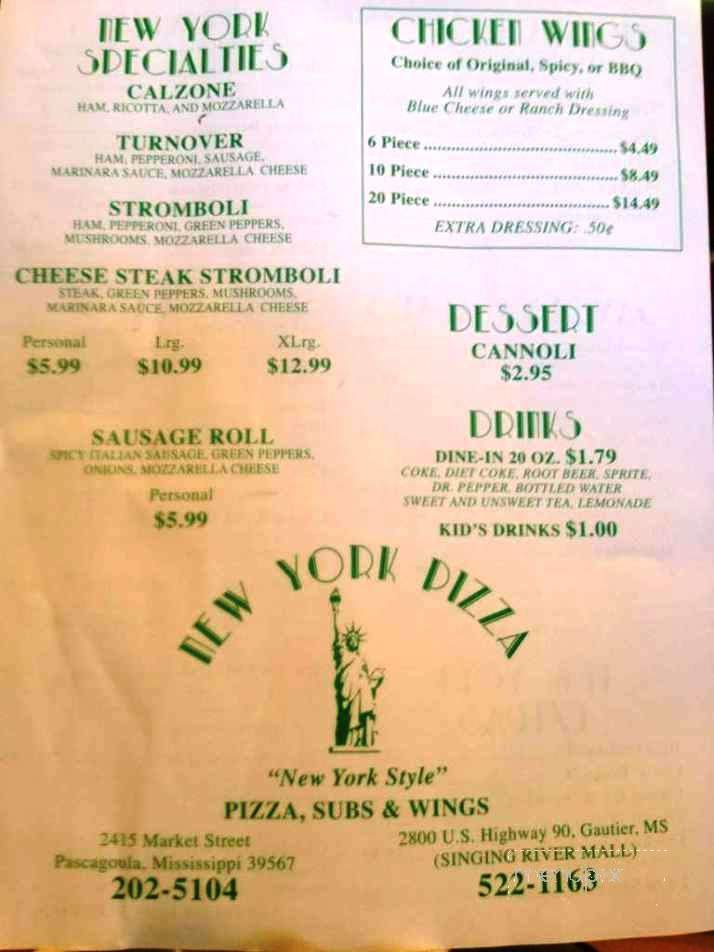 NEW YORK
SPECIALTIES
CALZONE
HAM, RICOTTA, AND MOZZARELLA
TURNOVER
HAM, PEPPERONI, SAUSAGE,
MARINARA SAUCE, MOZZARELLA CHEESE
STROMBOLI
HAM, PEPPERONI, GREEN PEPPERS,
MUSHROOMS, MOZZARELLA CHEESE
CHEESE STEAK STROMBOLI
STEAK, GREEN PEPPERS, MUSHROOMS,
MARINARA SAUCE, MOZZARELLA CHEESE
Personal Lrg. XLrg.
$5.99 $10.99 $12.99
SAUSAGE ROLL
SPICY ITALIAN SAUSAGE, GREEN PEPPERS,
ONIONS, MOZZARELLA CHEESE
Personal
$5.99
CHICKEN WINGS
Choice of Original, Spicy, or BBQ
All wings served with
Blue Cheese or Ranch Dressing
6 Piece ........................................ $4.49
10 Piece ...................................... $8.49
20 Piece .................................... $14.49
EXTRA DRESSING: .50¢
DESSERT
CANNOLI
$2.95
DRINKS
DINE-IN 20 OZ. $1.79
COKE, DIET COKE, ROOT BEER, SPRITE,
DR. PEPPER, BOTTLED WATER
SWEET AND UNSWEET TEA, LEMONADE
KID'S DRINKS $1.00
NEW YORK PIZZA
"New York Style"
PIZZA, SUBS & WINGS
2415 Market Street
Pascagoula, Mississippi 39567
202-5104
2800 U.S. Highway 90, Gautier, MS
(SINGING RIVER MALL)
522-1163